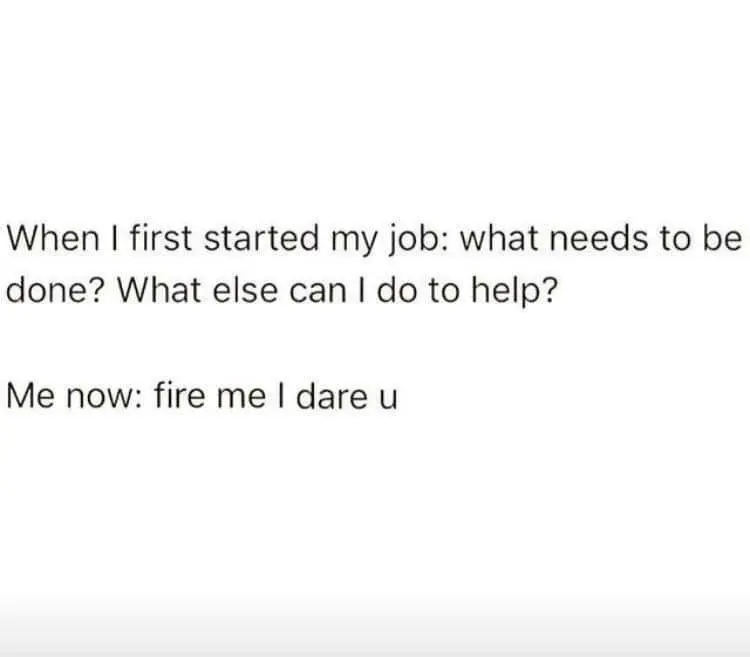 When I first started my job: what needs to be
done? What else can I do to help?
Me now: fire me I dare u